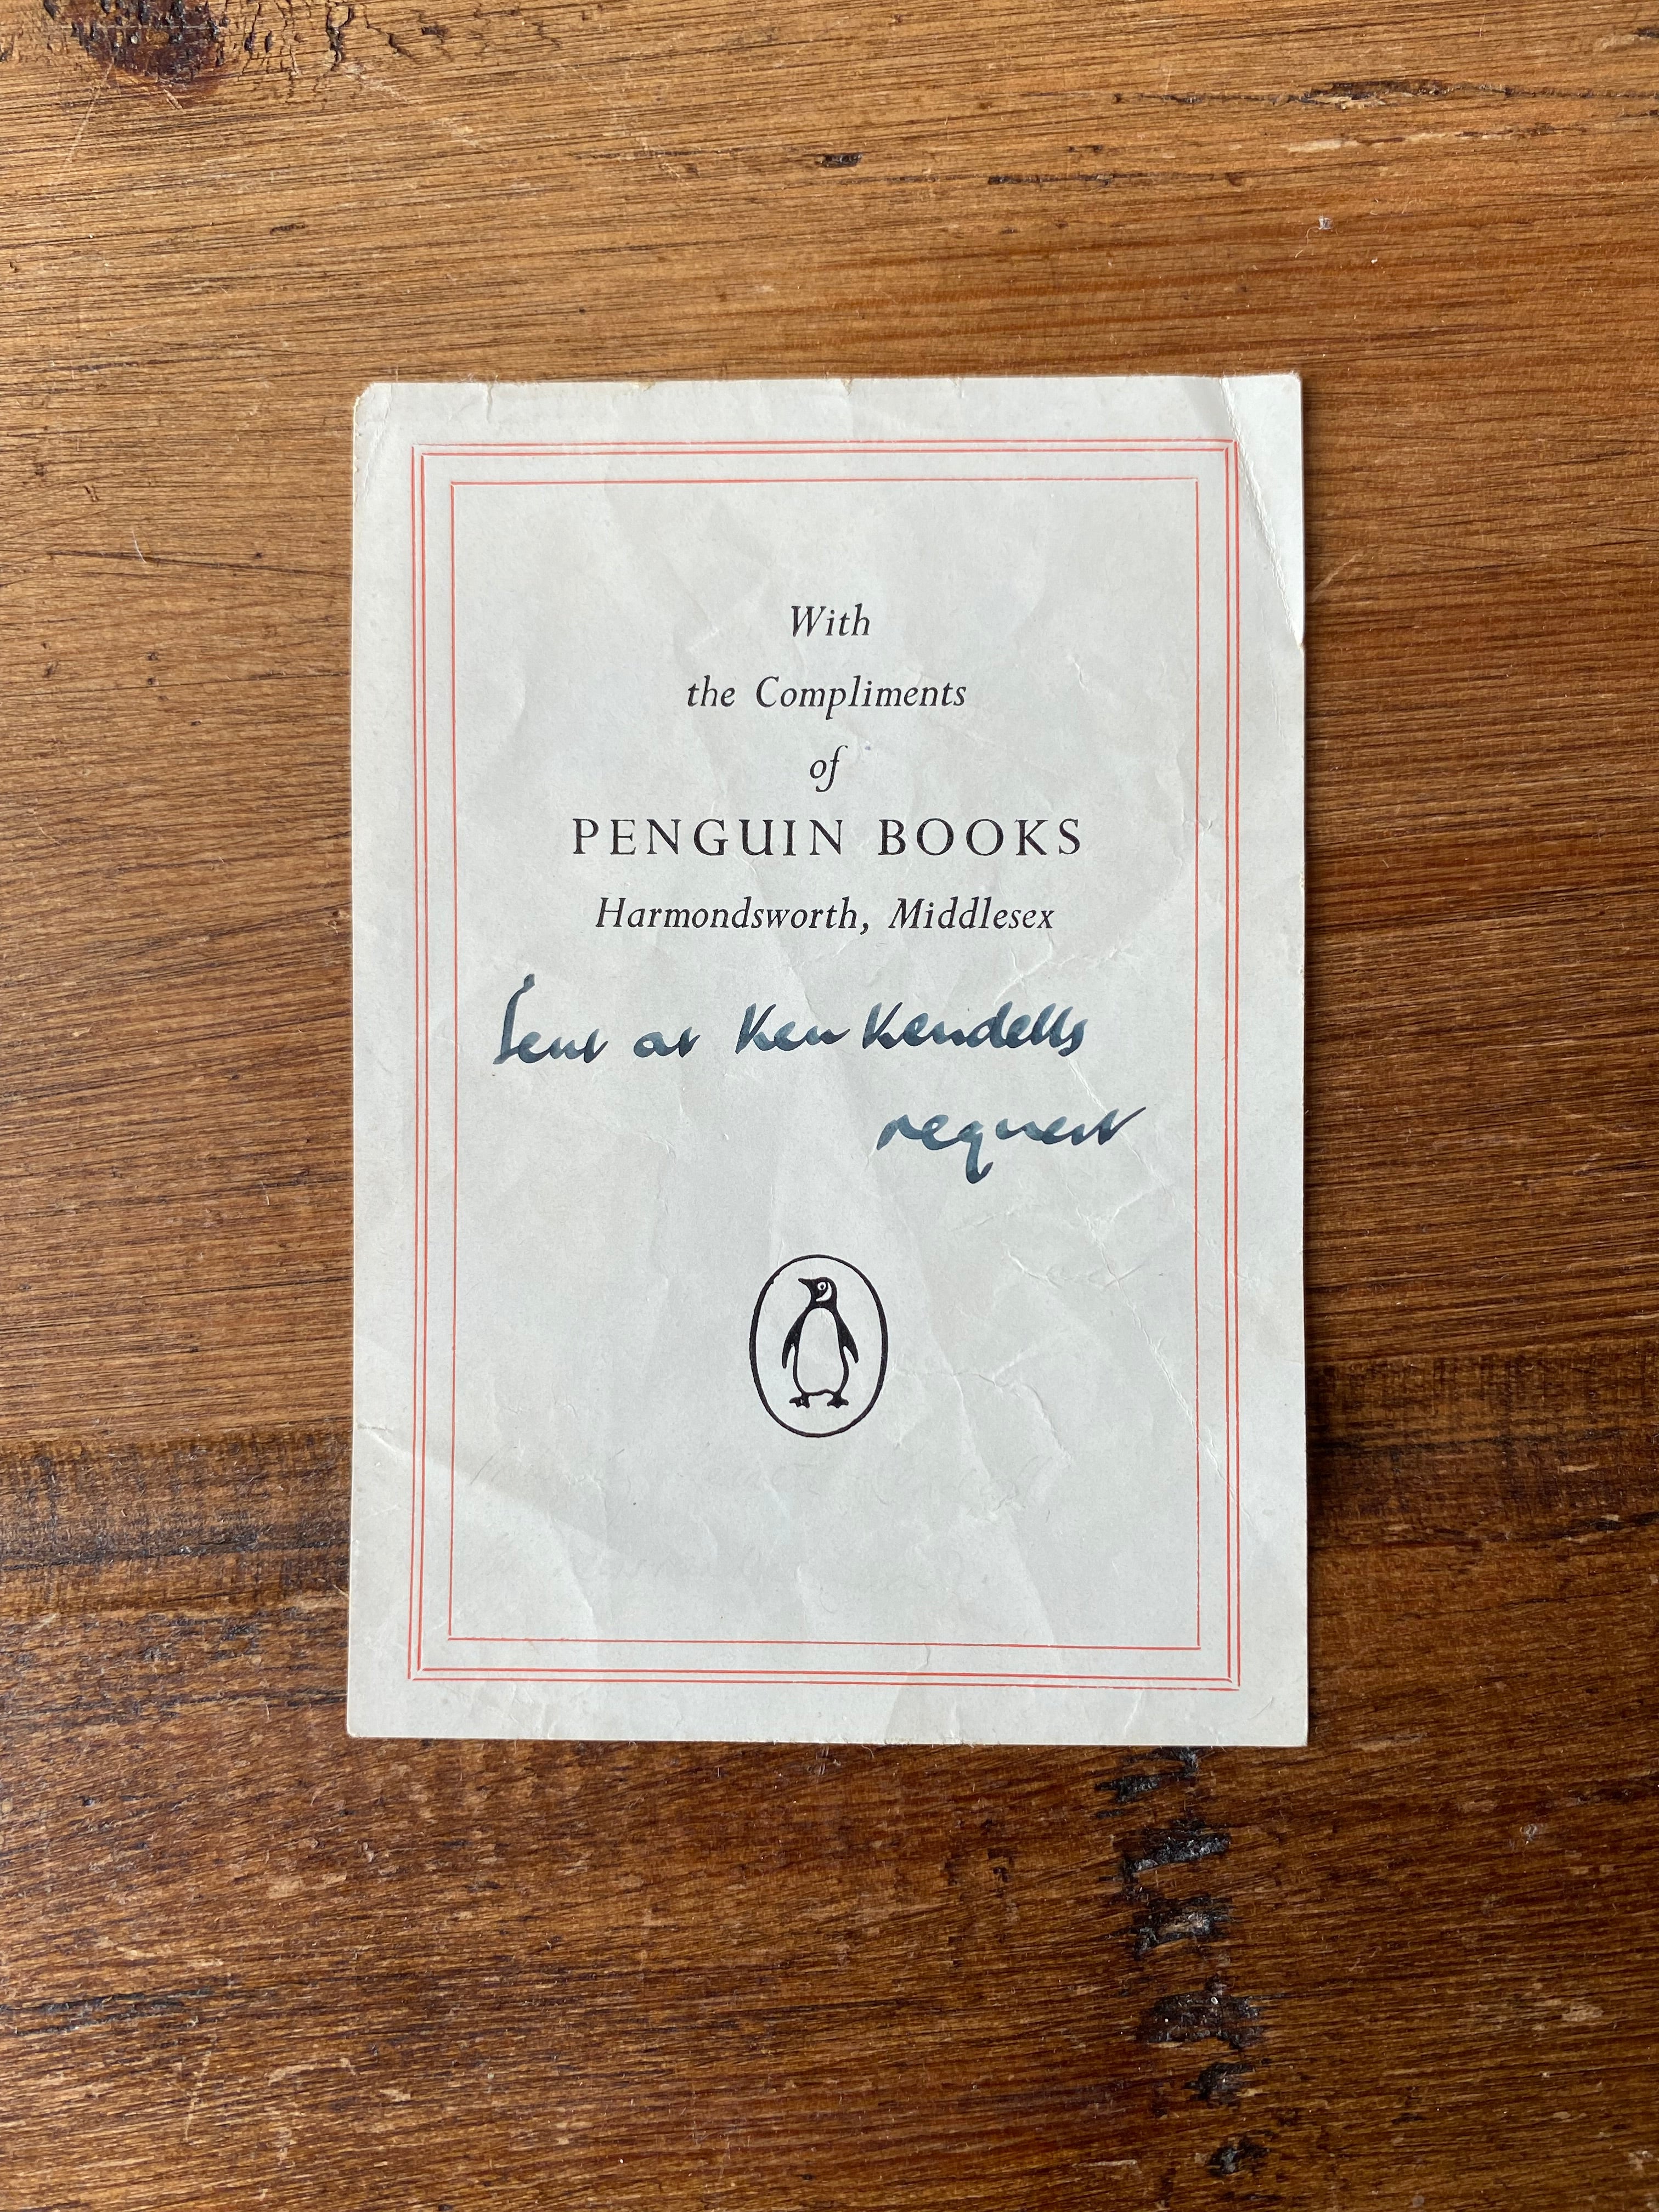 With
the Compliments
of
PENGUIN BOOKS
Harmondsworth, Middlesex
Sent at Ken Kendells
request